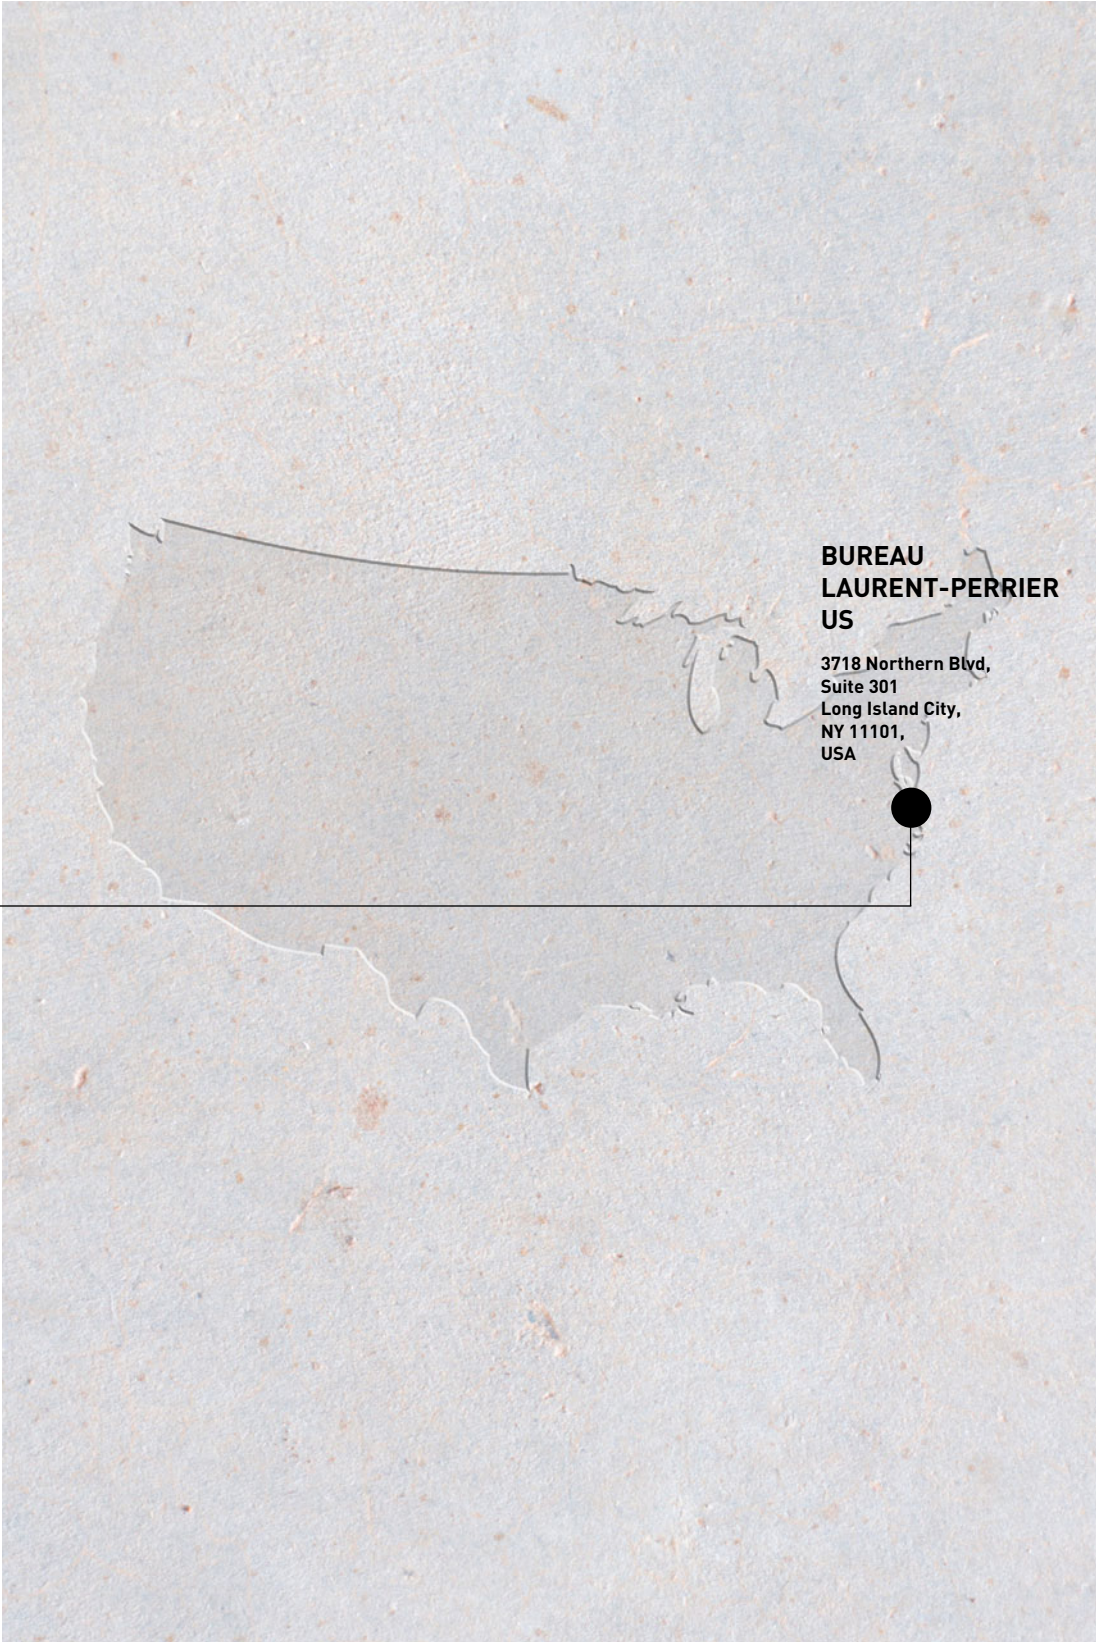 BUREAU
LAURENT-PERRIER
US
3718 Northern Blvd,
Suite 301
Long Island City,
NY 11101,
USA